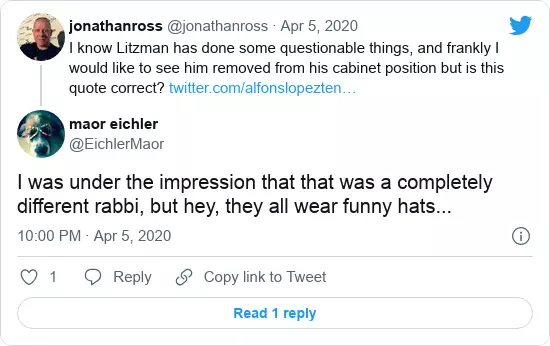 jonathanross @jonathanross · Apr 5, 2020
I know Litzman has done some questionable things, and frankly I
would like to see him removed from his cabinet position but is this
quote correct? twitter.com/alfonslopezten…
maor eichler
@EichlerMaor
I was under the impression that that was a completely
different rabbi, but hey, they all wear funny hats...
10:00 PM · Apr 5, 2020
1 Reply Copy link to Tweet
Read 1 reply